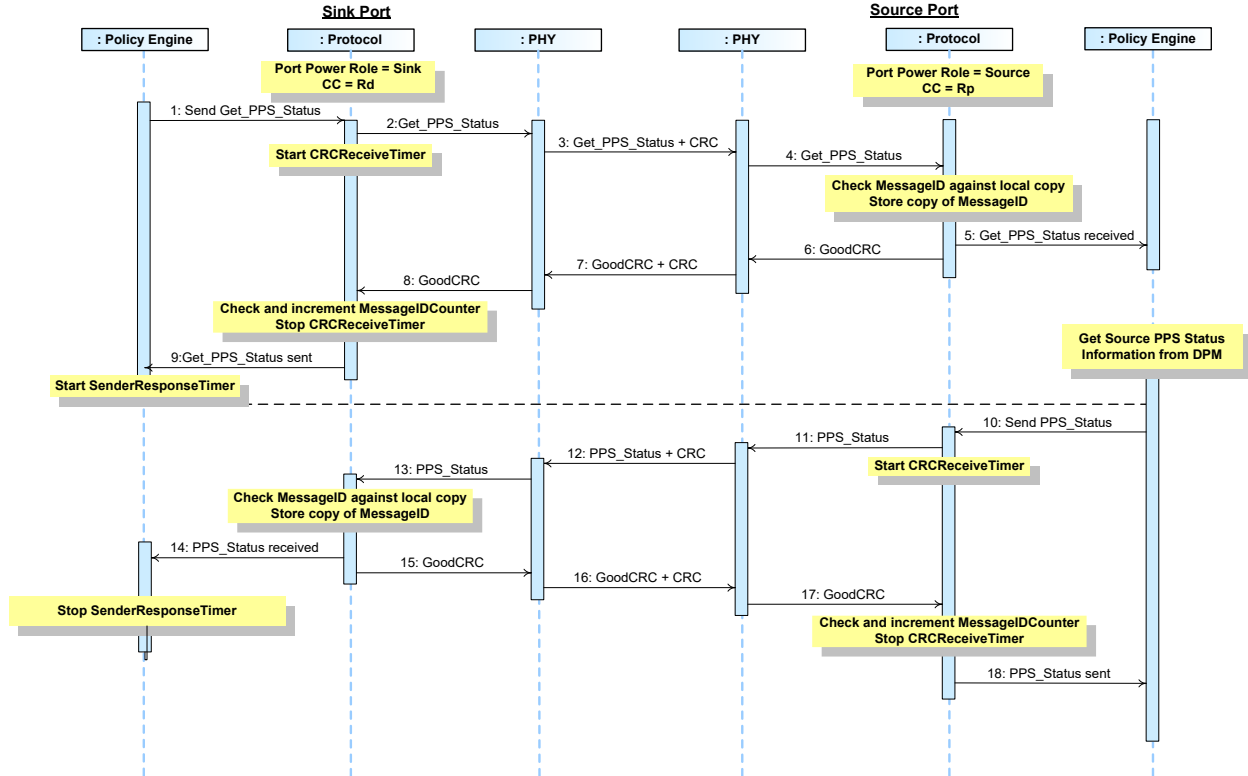 Sink Port
Source Port
: Policy Engine
: Protocol
: PHY
: PHY
: Protocol
: Policy Engine
Port Power Role = Sink
CC = Rd
Port Power Role = Source
CC = Rp
1: Send Get_PPS_Status
2:Get_PPS_Status
Start CRCReceiveTimer
3: Get_PPS_Status + CRC
4: Get_PPS_Status
Check MessageID against local copy
Store copy of MessageID
5: Get_PPS_Status received
6: GoodCRC
7: GoodCRC + CRC
8: GoodCRC
Check and increment MessageIDCounter
Stop CRCReceiveTimer
9:Get_PPS_Status sent
Start SenderResponseTimer
Get Source PPS Status
Information from DPM
10: Send PPS_Status
11: PPS_Status
Start CRCReceiveTimer
12: PPS_Status + CRC
13: PPS_Status
Check MessageID against local copy
Store copy of MessageID
14: PPS_Status received
15: GoodCRC
16: GoodCRC + CRC
17: GoodCRC
Stop SenderResponseTimer
Check and increment MessageIDCounter
Stop CRCReceiveTimer
18: PPS_Status sent